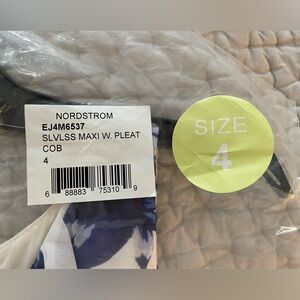 NORDSTROM
EJ4M6537
SLVLSS MAXI W. PLEAT
COB
4
6 88883 75310 9
SIZE
4